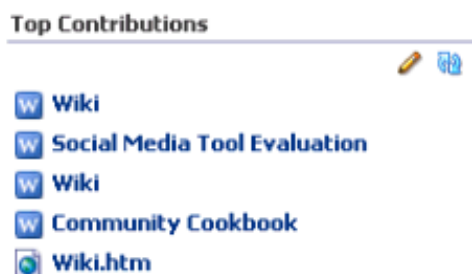 Top Contributions
Wiki
Social Media Tool Evaluation
Wiki
Community Cookbook
Wiki.htm